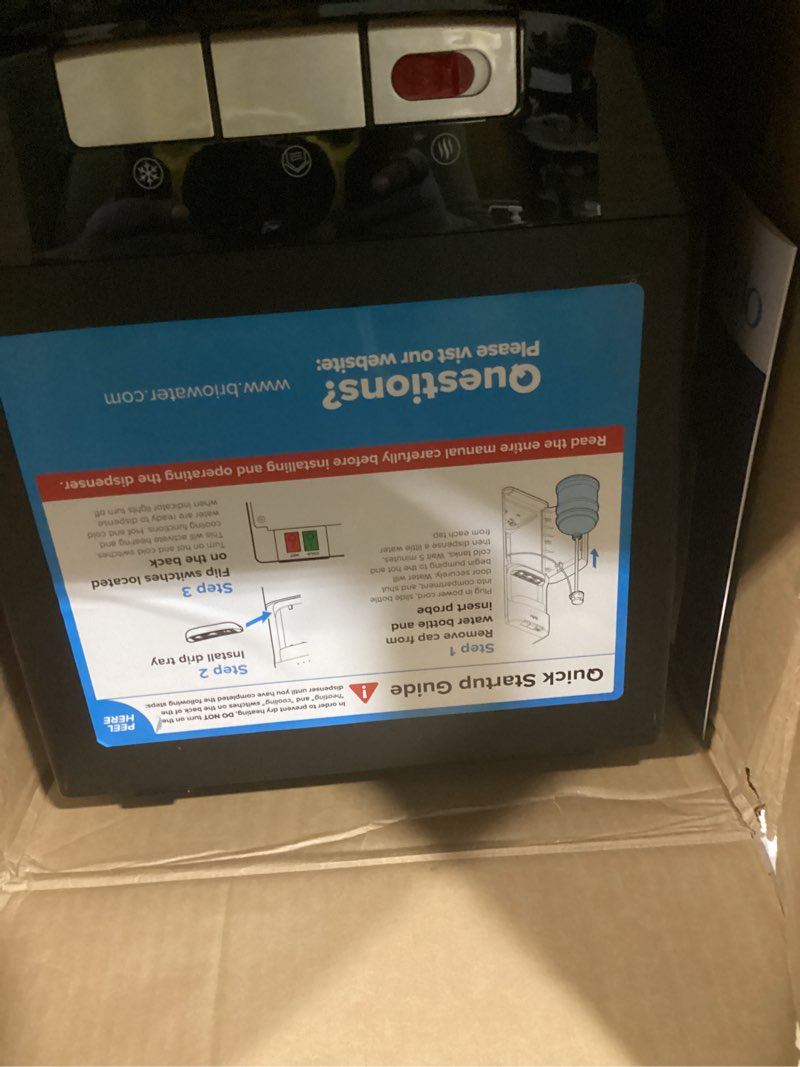 Quick Startup Guide
In order to prevent dry heating, DO NOT turn on the
"heating" and "cooling" switches on the back of the
dispenser until you have completed the following steps:
PEEL
HERE
Step 1
Remove cap from
water bottle and
insert probe
Plug in power cord, slide bottle
into compartment, and shut
door securely. Water will
begin pumping to the hot and
cold tanks. Wait 5 minutes,
then dispense a little water
from each tap
Step 2
Install drip tray
Step 3
Flip switches located
on the back
Turn on hot and cold switches
This will activate heating and
cooling functions. Hot and cold
water are ready to dispense
when indicator lights turn off.
Read the entire manual carefully before installing and operating the dispenser.
Questions?
Please vist our website:
www.briowater.com